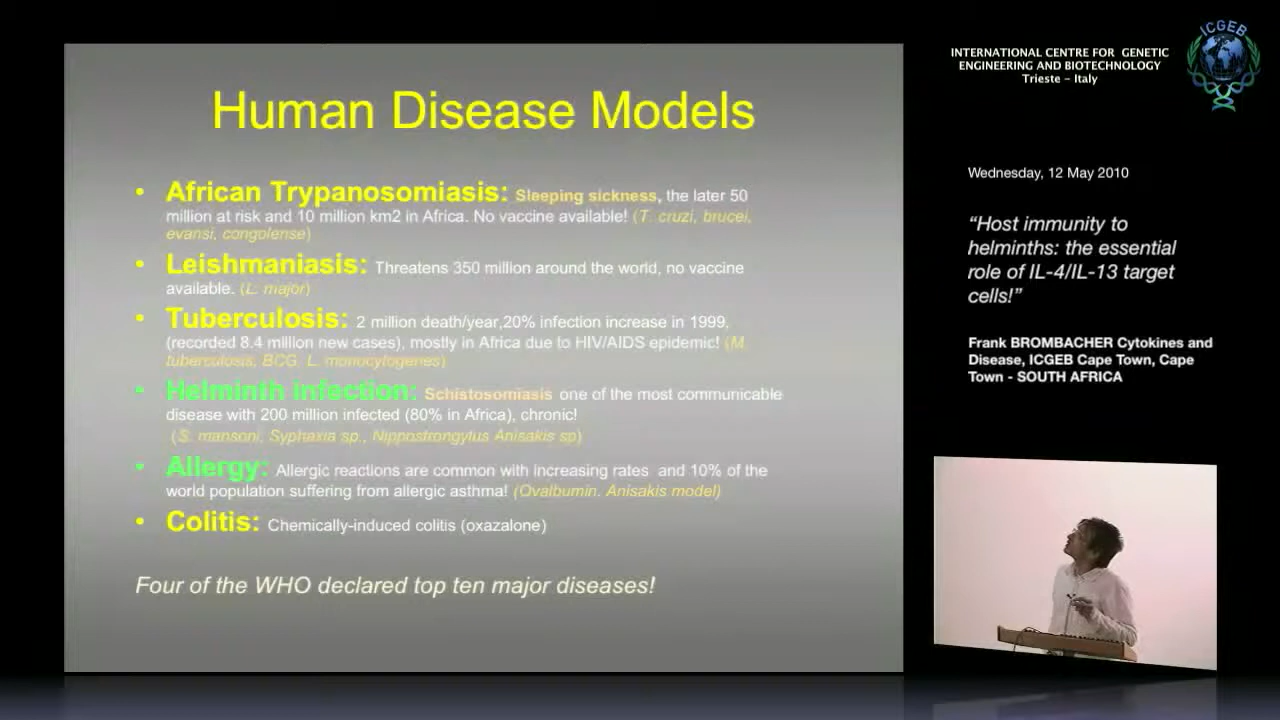 Human Disease Models
• African Trypanosomiasis: Sleeping sickness, the later 50
million at risk and 10 million km2 in Africa. No vaccine available! (T. cruzi, brucei,
evansi, congolense)
• Leishmaniasis: Threatens 350 million around the world, no vaccine
available. (L. major)
• Tuberculosis: 2 million death/year,20% infection increase in 1999,
(recorded 8.4 million new cases), mostly in Africa due to HIV/AIDS epidemic! (M.
tuberculosis, BCG, L. monocytogenes)
• Helminth infection: Schistosomiasis one of the most communicable
disease with 200 million infected (80% in Africa), chronic!
(S. mansoni, Syphaxia sp., Nippostrongylus Anisakis sp)
• Allergy: Allergic reactions are common with increasing rates and 10% of the
world population suffering from allergic asthma! (Ovalbumin. Anisakis model)
• Colitis: Chemically-induced colitis (oxazalone)
Four of the WHO declared top ten major diseases!
INTERNATIONAL CENTRE FOR GENETIC
ENGINEERING AND BIOTECHNOLOGY
Trieste - Italy
ICGEB
Wednesday, 12 May 2010
“Host immunity to
helminths: the essential
role of IL-4/IL-13 target
cells!”
Frank BROMBACHER Cytokines and
Disease, ICGEB Cape Town, Cape
Town - SOUTH AFRICA